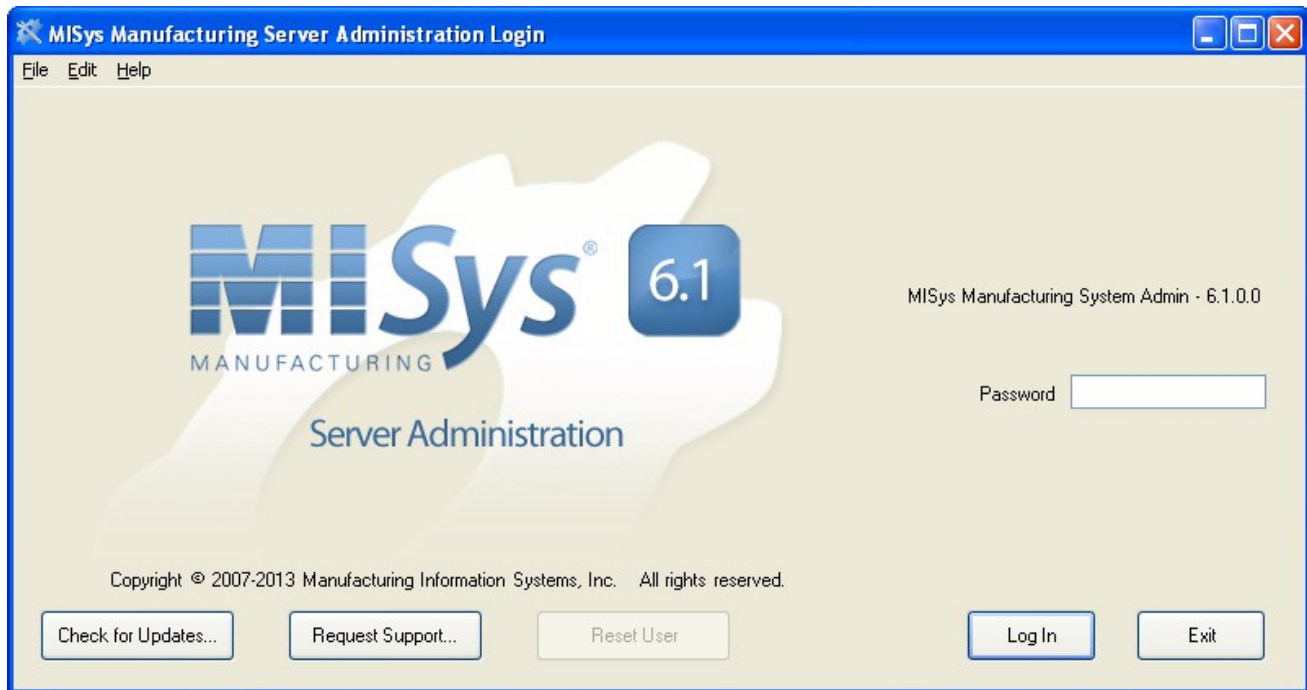 MISys Manufacturing Server Administration Login
File Edit Help
MISys® 6.1
MANUFACTURING
Server Administration
MISys Manufacturing System Admin - 6.1.0.0
Password
Copyright © 2007-2013 Manufacturing Information Systems, Inc. All rights reserved.
Check for Updates... Request Support... Reset User Log In Exit